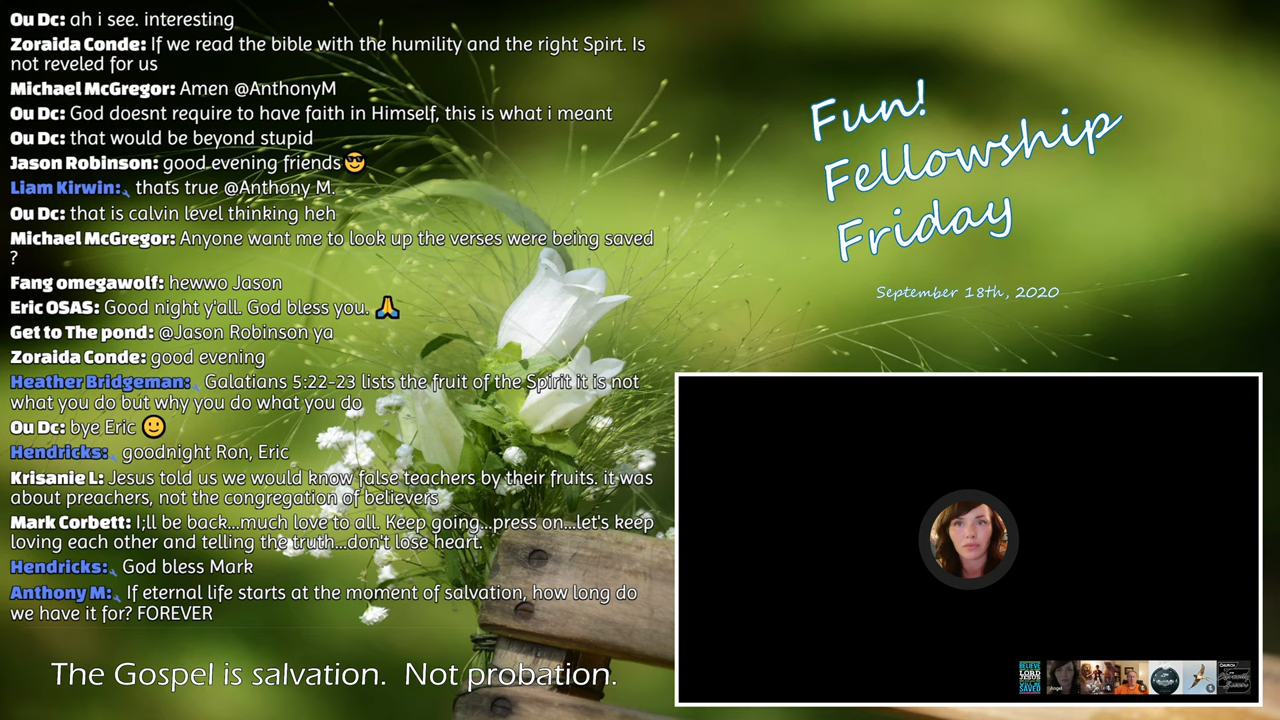 Ou Dc: ah i see. interesting
Zoraida Conde: If we read the bible with the humility and the right Spirt. Is
not reveled for us
Michael McGregor: Amen @AnthonyM
Ou Dc: God doesnt require to have faith in Himself, this is what i meant
Ou Dc: that would be beyond stupid
Jason Robinson: good evening friends😎
Liam Kirwin: thats true @Anthony M.
Ou Dc: that is calvin level thinking heh
Michael McGregor: Anyone want me to look up the verses were being saved
?
Fang omegawolf: hewwo Jason
Eric OSAS: Good night y'all. God bless you. 🙏
Get to The pond: @Jason Robinson ya
Zoraida Conde: good evening
Heather Bridgeman: Galatians 5:22-23 lists the fruit of the Spirit it is not
what you do but why you do what you do
Ou Dc: bye Eric 🙂
Hendricks: goodnight Ron, Eric
Krisanie L: Jesus told us we would know false teachers by their fruits. it was
about preachers, not the congregation of believers
Mark Corbett: I;ll be back...much love to all. Keep going...press on...let's keep
loving each other and telling the truth...don't lose heart.
Hendricks: God bless Mark
Anthony M: If eternal life starts at the moment of salvation, how long do
we have it for? FOREVER
The Gospel is salvation. Not probation.
Fun!
Fellowship
Friday
September 18th, 2020
BELIEVE
LORD
JESUS
WILL BE
SAVED
Angel
CHURCH